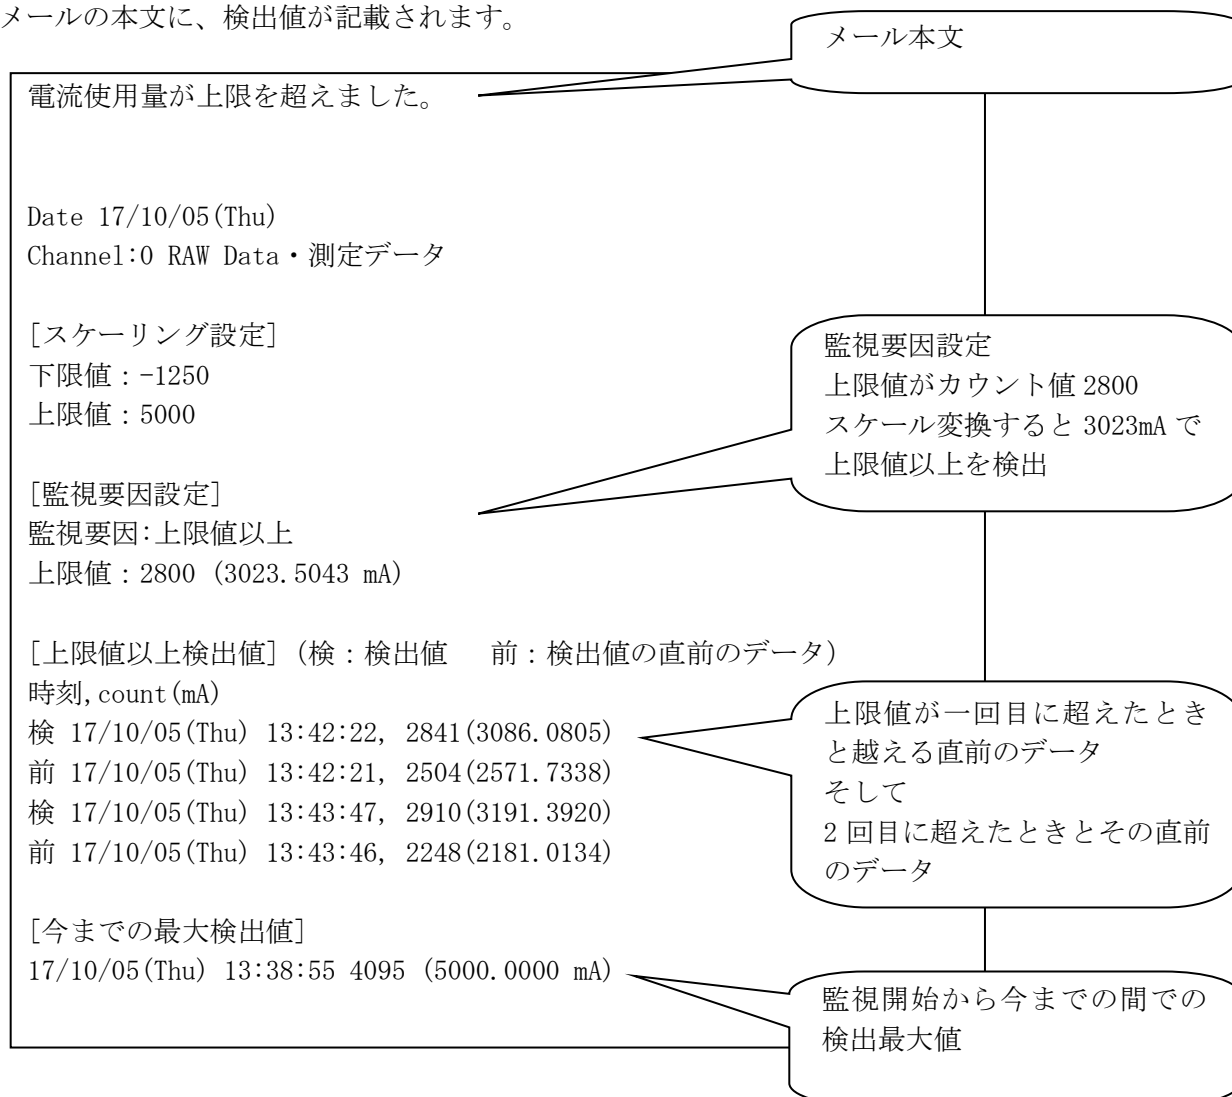 メールの本文に、検出値が記載されます。
メール本文
電流使用量が上限を超えました。
Date 17/10/05(Thu)
Channel:0 RAW Data・測定データ
[スケーリング設定]
下限値：-1250
上限値：5000
監視要因設定
上限値がカウント値 2800
スケール変換すると 3023mA で
上限値以上を検出
[監視要因設定]
監視要因:上限値以上
上限値：2800 (3023.5043 mA)
[上限値以上検出値]（検：検出値　前：検出値の直前のデータ）
時刻,count(mA)
検 17/10/05(Thu) 13:42:22, 2841(3086.0805)
前 17/10/05(Thu) 13:42:21, 2504(2571.7338)
検 17/10/05(Thu) 13:43:47, 2910(3191.3920)
前 17/10/05(Thu) 13:43:46, 2248(2181.0134)
上限値が一回目に超えたとき
と越える直前のデータ
そして
2 回目に超えたときとその直前
のデータ
[今までの最大検出値]
17/10/05(Thu) 13:38:55 4095 (5000.0000 mA)
監視開始から今までの間での
検出最大値